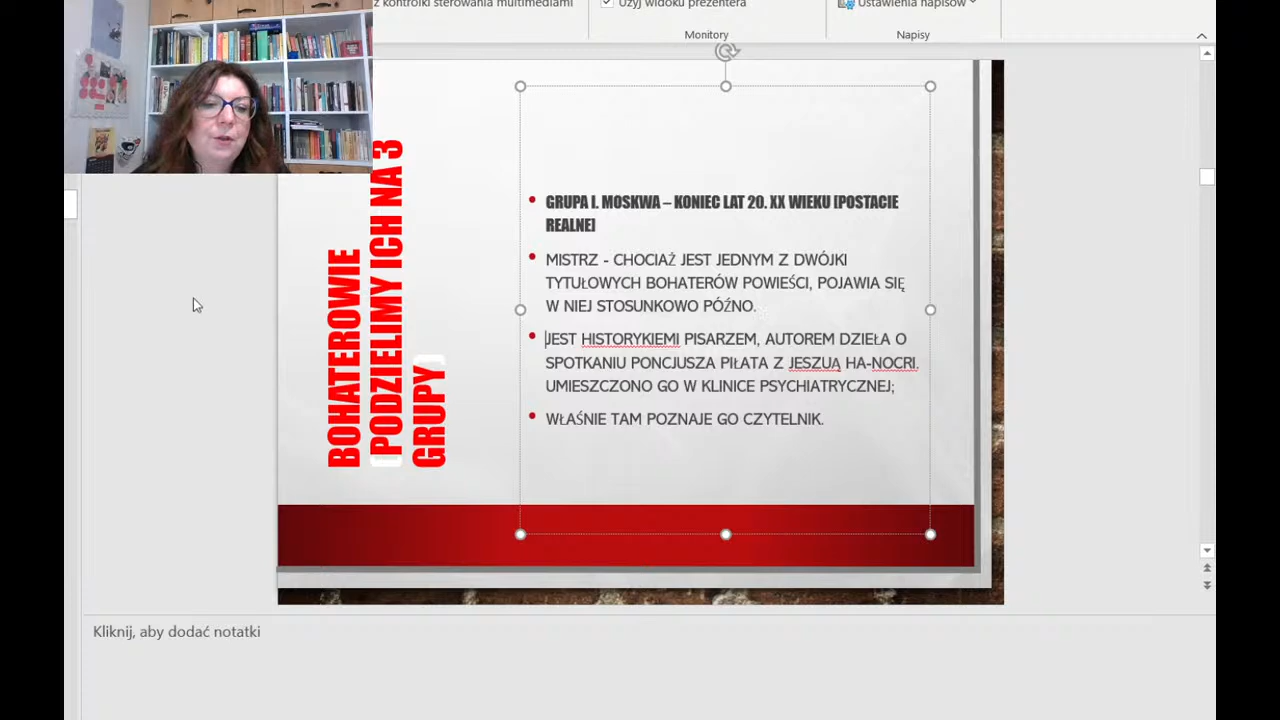 z kontrolki sterowania multimediami
Użyj widoku prezentera
Ustawienia napisów
Monitory
Napisy
BOHATEROWIE
(PODZIELIMY ICH NA 3
GRUPY)
GRUPA I. MOSKWA – KONIEC LAT 20. XX WIEKU (POSTACIE
REALNE)
MISTRZ - CHOCIAŻ JEST JEDNYM Z DWÓJKI
TYTUŁOWYCH BOHATERÓW POWIEŚCI, POJAWIA SIĘ
W NIEJ STOSUNKOWO PÓŹNO.
JEST HISTORYKIEMI PISARZEM, AUTOREM DZIEŁA O
SPOTKANIU PONCJUSZA PIŁATA Z JESZUĄ HA-NOCRI.
UMIESZCZONO GO W KLINICE PSYCHIATRYCZNEJ;
WŁAŚNIE TAM POZNAJE GO CZYTELNIK.
Kliknij, aby dodać notatki